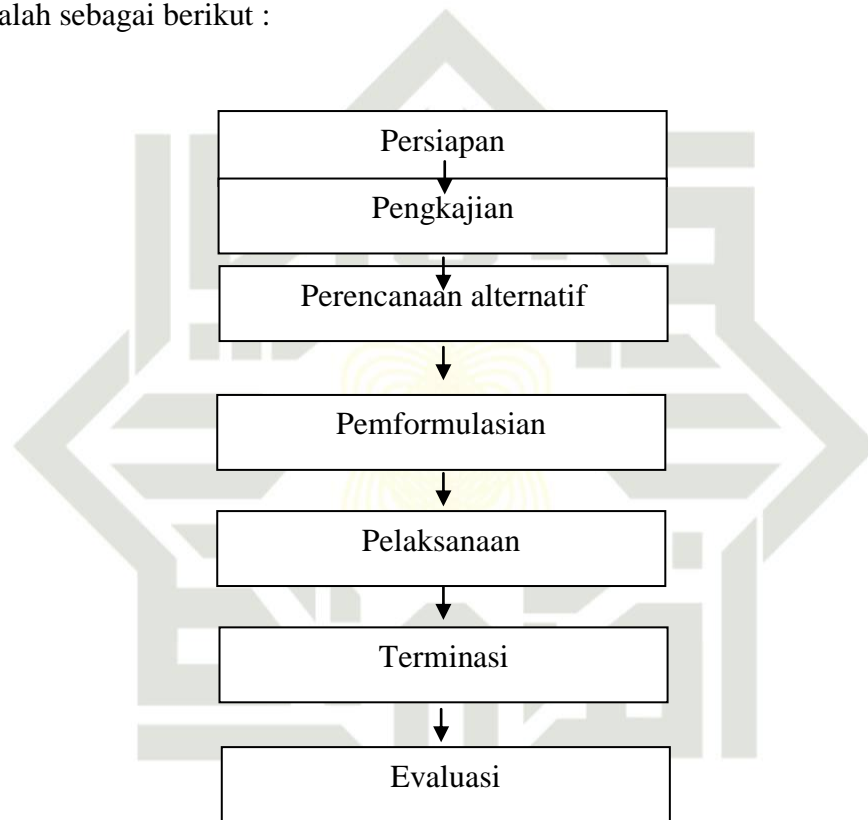 alah sebagai berikut :
Persiapan
Pengkajian
Perencanaan alternatif
Pemformulasian
Pelaksanaan
Terminasi
Evaluasi